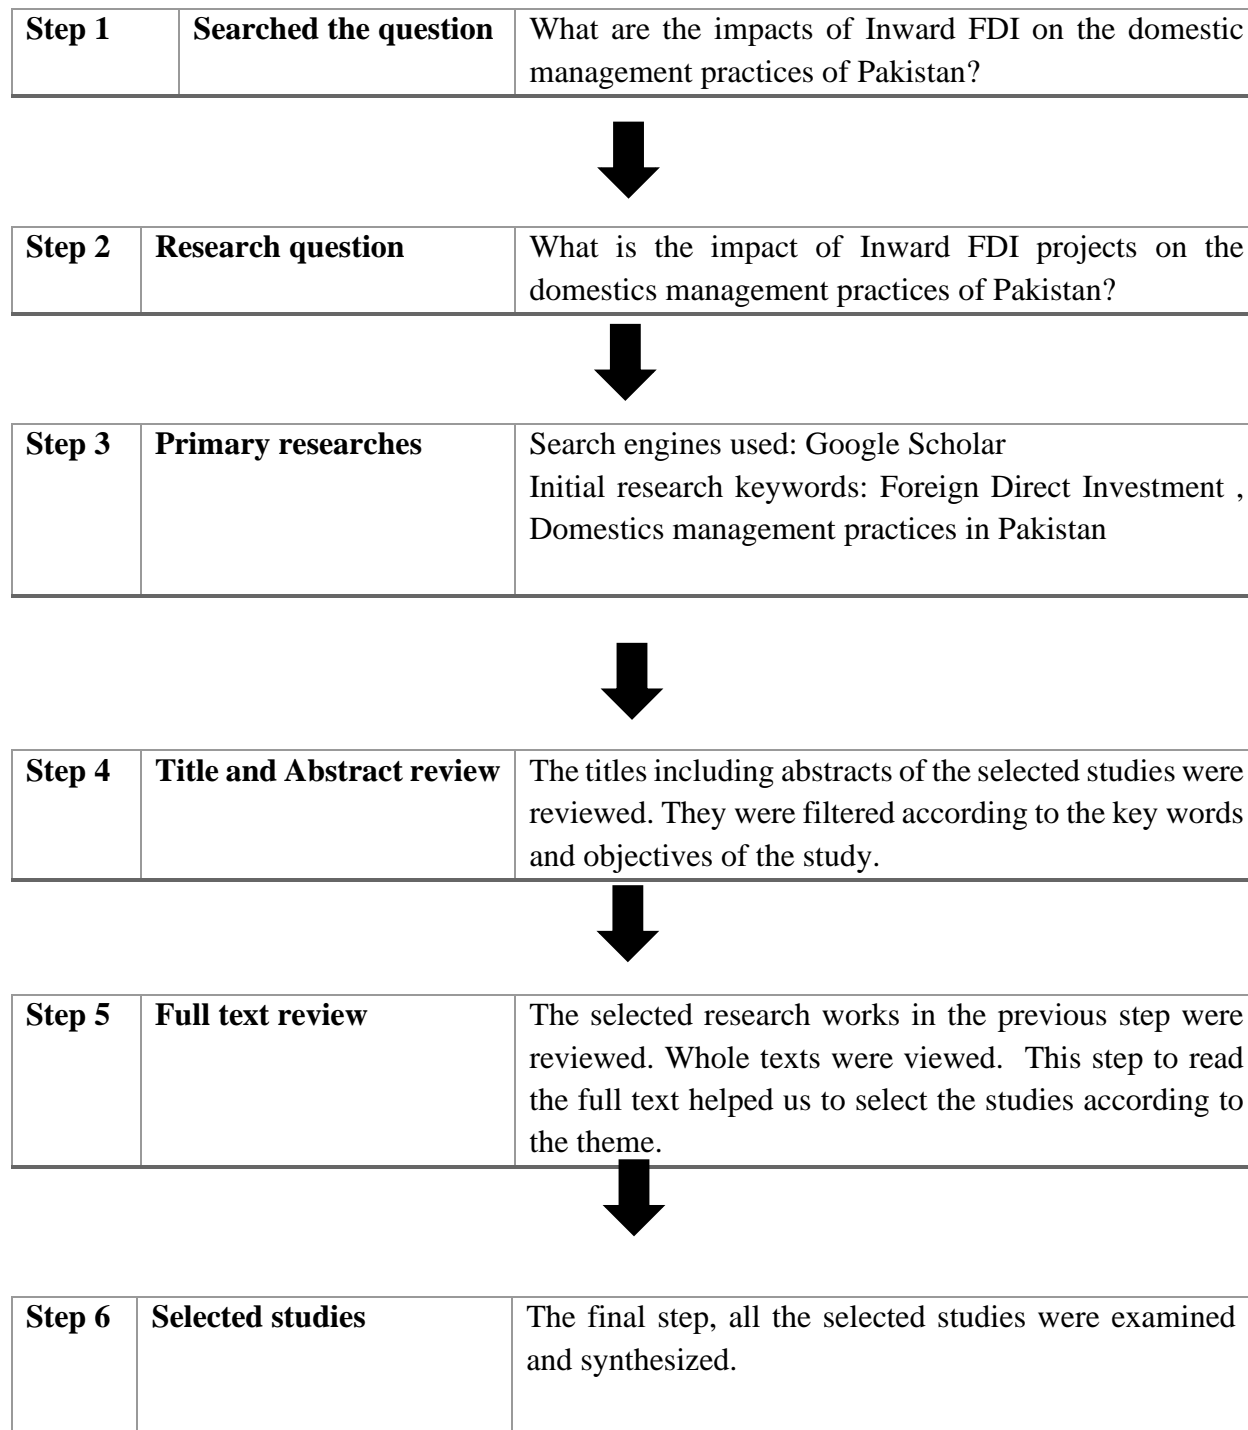 Step 1 Searched the question What are the impacts of Inward FDI on the domestic
management practices of Pakistan?
Step 2 Research question What is the impact of Inward FDI projects on the
domestics management practices of Pakistan?
Step 3 Primary researches Search engines used: Google Scholar
Initial research keywords: Foreign Direct Investment ,
Domestics management practices in Pakistan
Step 4 Title and Abstract review The titles including abstracts of the selected studies were
reviewed. They were filtered according to the key words
and objectives of the study.
Step 5 Full text review The selected research works in the previous step were
reviewed. Whole texts were viewed. This step to read
the full text helped us to select the studies according to
the theme.
Step 6 Selected studies The final step, all the selected studies were examined
and synthesized.